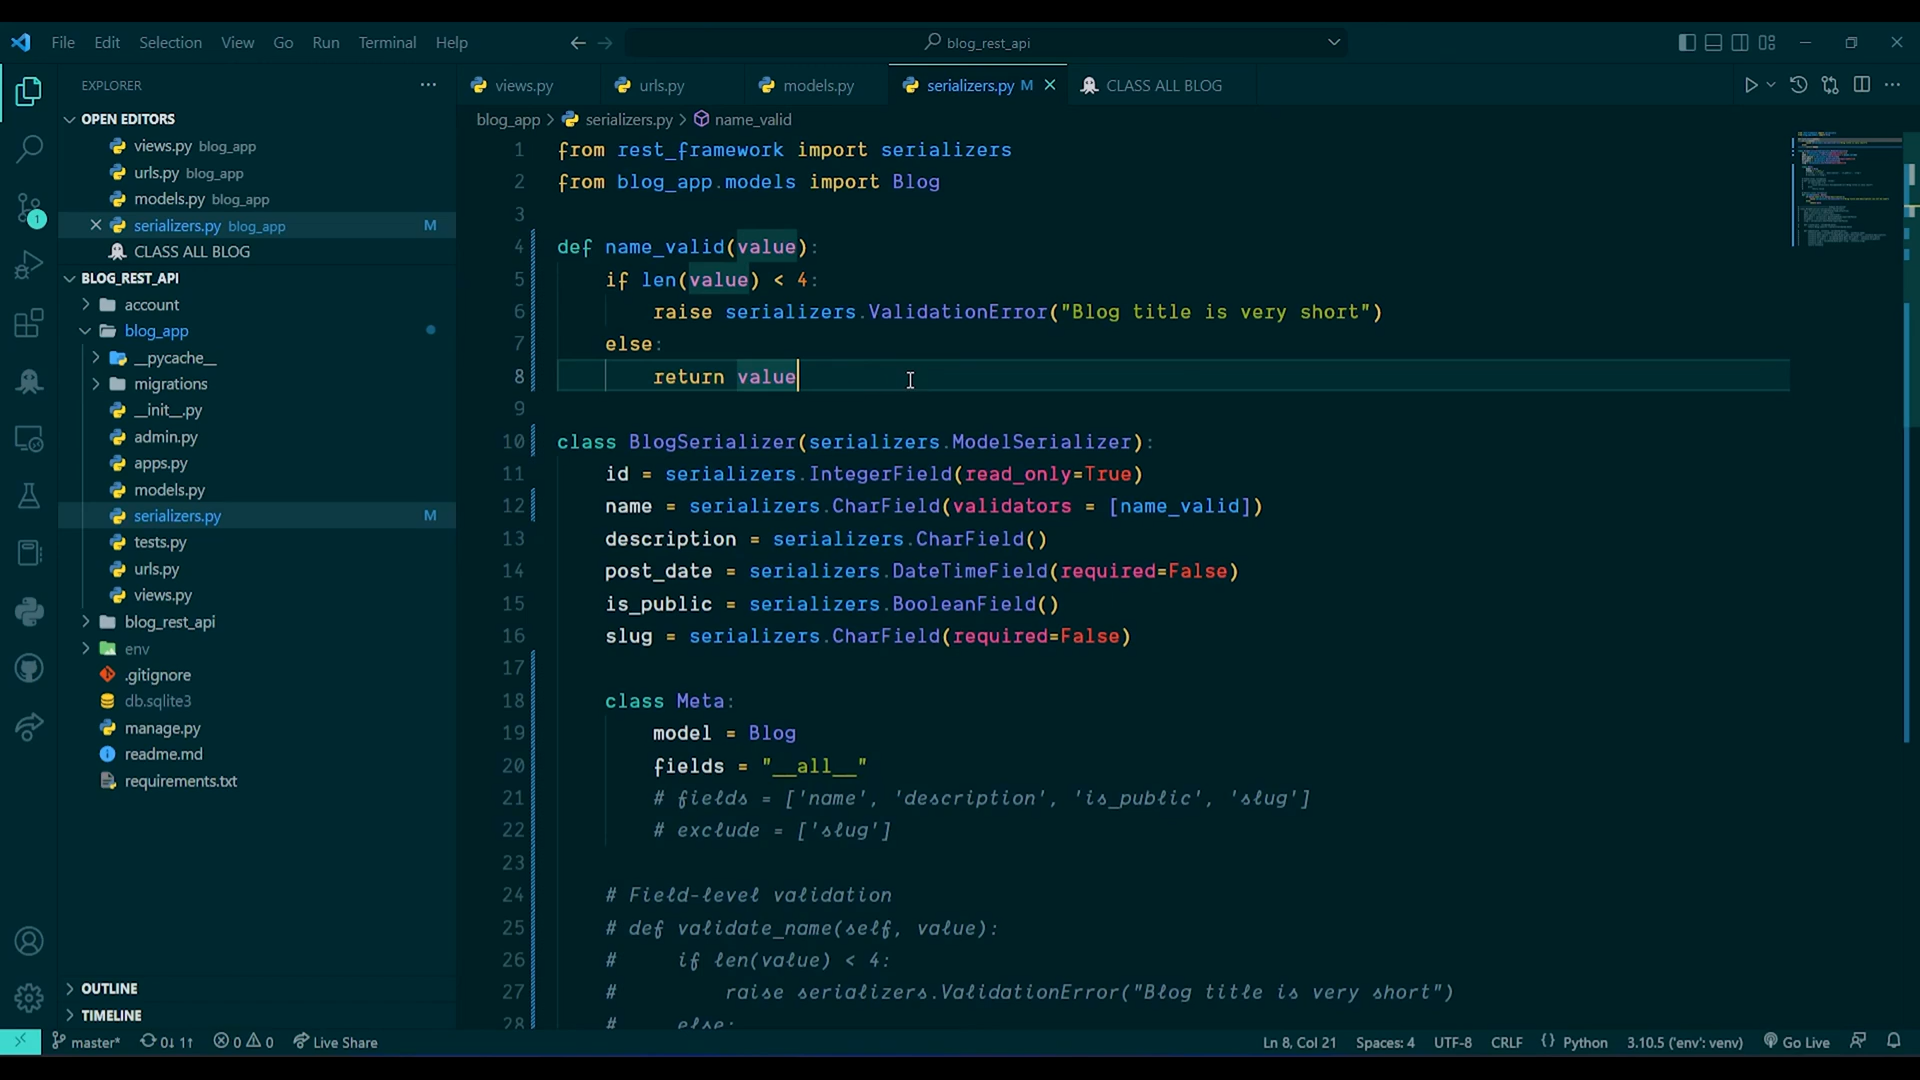 File Edit Selection View Go Run Terminal Help
blog_rest_api
EXPLORER
views.py
urls.py
models.py
serializers.py M
CLASS ALL BLOG
OPEN EDITORS
views.py blog_app
urls.py blog_app
models.py blog_app
serializers.py blog_app M
CLASS ALL BLOG
BLOG_REST_API
account
blog_app
__pycache__
migrations
__init__.py
admin.py
apps.py
models.py
serializers.py M
tests.py
urls.py
views.py
blog_rest_api
env
.gitignore
db.sqlite3
manage.py
readme.md
requirements.txt
OUTLINE
TIMELINE
1
blog_app > serializers.py > name_valid
1 from rest_framework import serializers
2 from blog_app.models import Blog
3
4 def name_valid(value):
5 if len(value) < 4:
6 raise serializers.ValidationError("Blog title is very short")
7 else:
8 return value
9
10 class BlogSerializer(serializers.ModelSerializer):
11 id = serializers.IntegerField(read_only=True)
12 name = serializers.CharField(validators = [name_valid])
13 description = serializers.CharField()
14 post_date = serializers.DateTimeField(required=False)
15 is_public = serializers.BooleanField()
16 slug = serializers.CharField(required=False)
17
18 class Meta:
19 model = Blog
20 fields = "__all__"
21 # fields = ['name', 'description', 'is_public', 'slug']
22 # exclude = ['slug']
23
24 # Field-level validation
25 # def validate_name(self, value):
26 # if len(value) < 4:
27 # raise serializers.ValidationError("Blog title is very short")
28 # else:
master* 0↓ 1↑ 0 0 Live Share
Ln 8, Col 21 Spaces: 4 UTF-8 CRLF {} Python 3.10.5 ('env': venv) Go Live